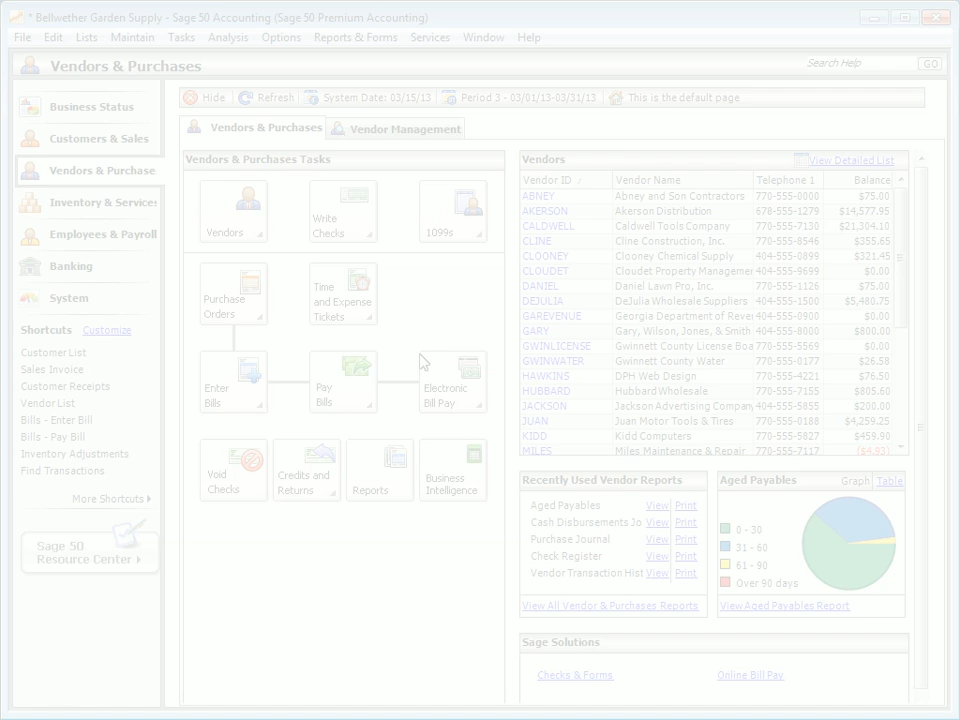 * Bellwether Garden Supply - Sage 50 Accounting (Sage 50 Premium Accounting)
File Edit Lists Maintain Tasks Analysis Options Reports & Forms Services Window Help
Vendors & Purchases
Search Help GO
Business Status
Customers & Sales
Vendors & Purchase
Inventory & Services
Employees & Payroll
Banking
System
Shortcuts Customize
Customer List
Sales Invoice
Customer Receipts
Vendor List
Bills - Enter Bill
Bills - Pay Bill
Inventory Adjustments
Find Transactions
More Shortcuts
Sage 50
Resource Center
Hide Refresh System Date: 03/15/13 Period 3 - 03/01/13-03/31/13 This is the default page
Vendors & Purchases Vendor Management
Vendors & Purchases Tasks
Vendors
Write
Checks
1099s
Purchase
Orders
Time
and Expense
Tickets
Enter
Bills
Pay
Bills
Electronic
Bill Pay
Void
Checks
Credits and
Returns
Reports
Business
Intelligence
Vendors View Detailed List
Vendor ID / Vendor Name Telephone 1 Balance
ABNEY Abney and Son Contractors 770-555-0000 $75.00
AKERSON Akerson Distribution 678-555-1279 $14,577.95
CALDWELL Caldwell Tools Company 770-555-7130 $21,304.10
CLINE Cline Construction, Inc. 770-555-8546 $355.65
CLOONEY Clooney Chemical Supply 404-555-0899 $321.45
CLOUDET Cloudet Property Managemer 404-555-9699 $0.00
DANIEL Daniel Lawn Pro, Inc. 770-555-1126 $75.00
DEJULIA DeJulia Wholesale Suppliers 404-555-1500 $5,480.75
GAREVENUE Georgia Department of Rever 404-555-0900 $0.00
GARY Gary, Wilson, Jones, & Smith 404-555-8000 $800.00
GWINLICENSE Gwinnett County License Boa 770-555-5569 $0.00
GWINWATER Gwinnett County Water 770-555-0177 $26.58
HAWKINS DPH Web Design 770-555-4221 $76.50
HUBBARD Hubbard Wholesale 770-555-7155 $805.60
JACKSON Jackson Advertising Company 404-555-5855 $200.00
JUAN Juan Motor Tools & Tires 770-555-0188 $4,259.25
KIDD Kidd Computers 770-555-5827 $459.90
MILES Miles Maintenance & Repair 770-555-7117 ($4.93)
Recently Used Vendor Reports
Aged Payables View Print
Cash Disbursements Jo View Print
Purchase Journal View Print
Check Register View Print
Vendor Transaction Hist View Print
View All Vendor & Purchases Reports
Aged Payables Graph Table
0 - 30
31 - 60
61 - 90
Over 90 days
View Aged Payables Report
Sage Solutions
Checks & Forms Online Bill Pay